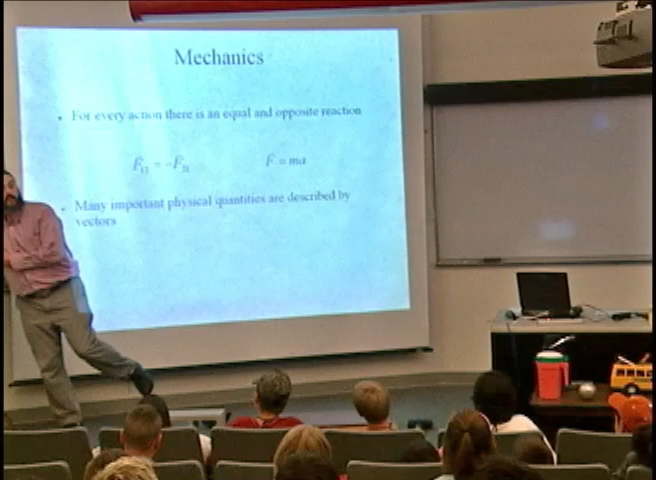 Mechanics
• For every action there is an equal and opposite reaction
F₁₂ = -F₂₁
F = ma
• Many important physical quantities are described by
vectors